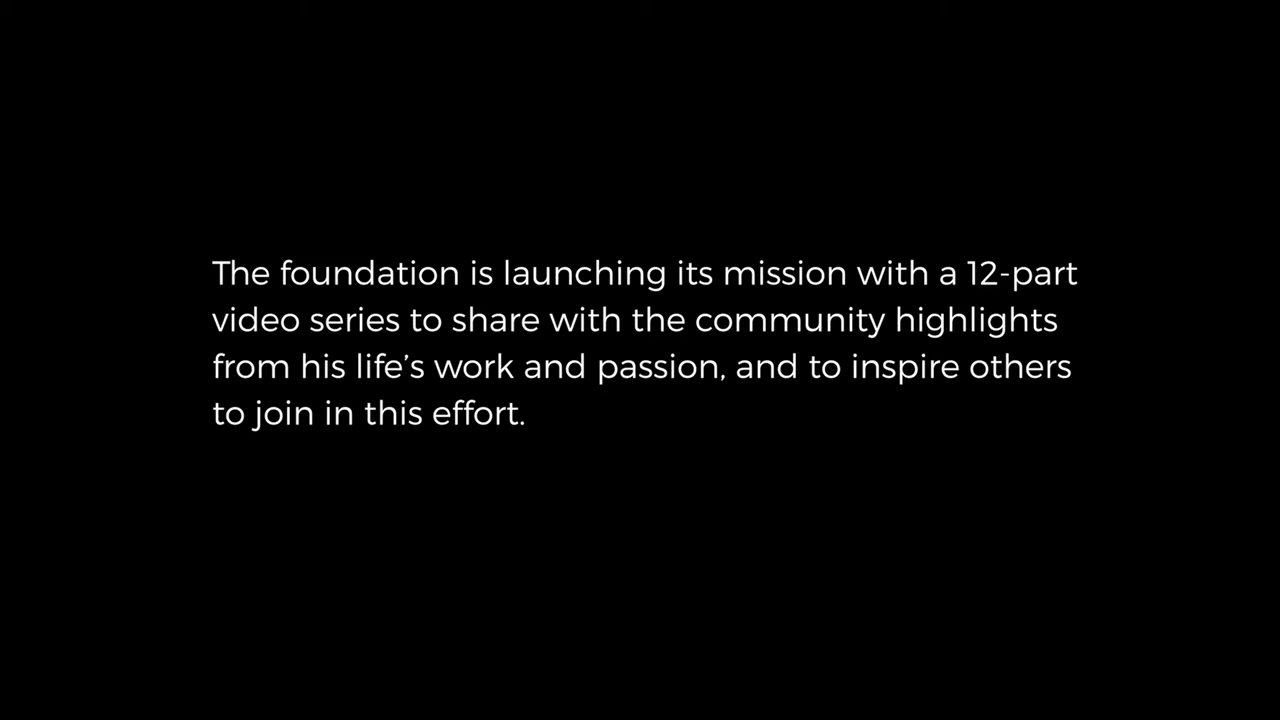 The foundation is launching its mission with a 12-part
video series to share with the community highlights
from his life’s work and passion, and to inspire others
to join in this effort.